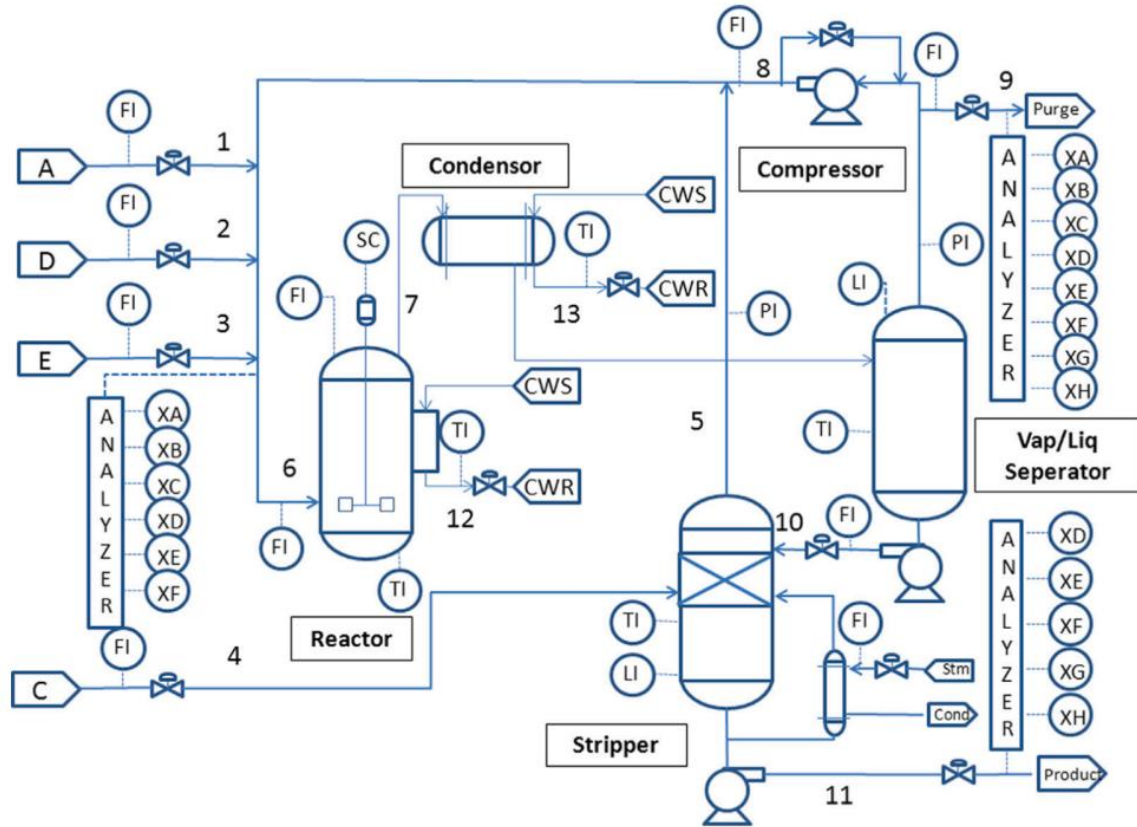 FI
8
FI
9
Purge
FI
1
A
Condensor
Compressor
A
N
A
L
Y
Z
E
R
XA
XB
XC
XD
XE
XF
XG
XH
CWS
FI
2
D
SC
TI
PI
FI
7
LI
CWR
FI
3
13
PI
E
CWS
A
N
A
L
Y
Z
E
R
XA
XB
XC
XD
XE
XF
TI
5
TI
Vap/Liq
Seperator
6
CWR
12
10
FI
FI
TI
A
N
A
L
Y
Z
E
R
XD
XE
XF
XG
XH
Reactor
TI
FI
FI
4
LI
Stm
C
Cond
Stripper
Product
11